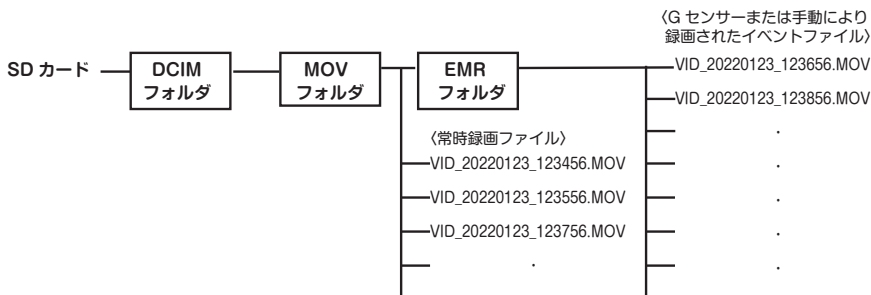 〈G センサーまたは手動により
録画されたイベントファイル〉
SD カード
DCIM
フォルダ
MOV
フォルダ
EMR
フォルダ
VID_20220123_123656.MOV
VID_20220123_123856.MOV
〈常時録画ファイル〉
VID_20220123_123456.MOV
VID_20220123_123556.MOV
VID_20220123_123756.MOV